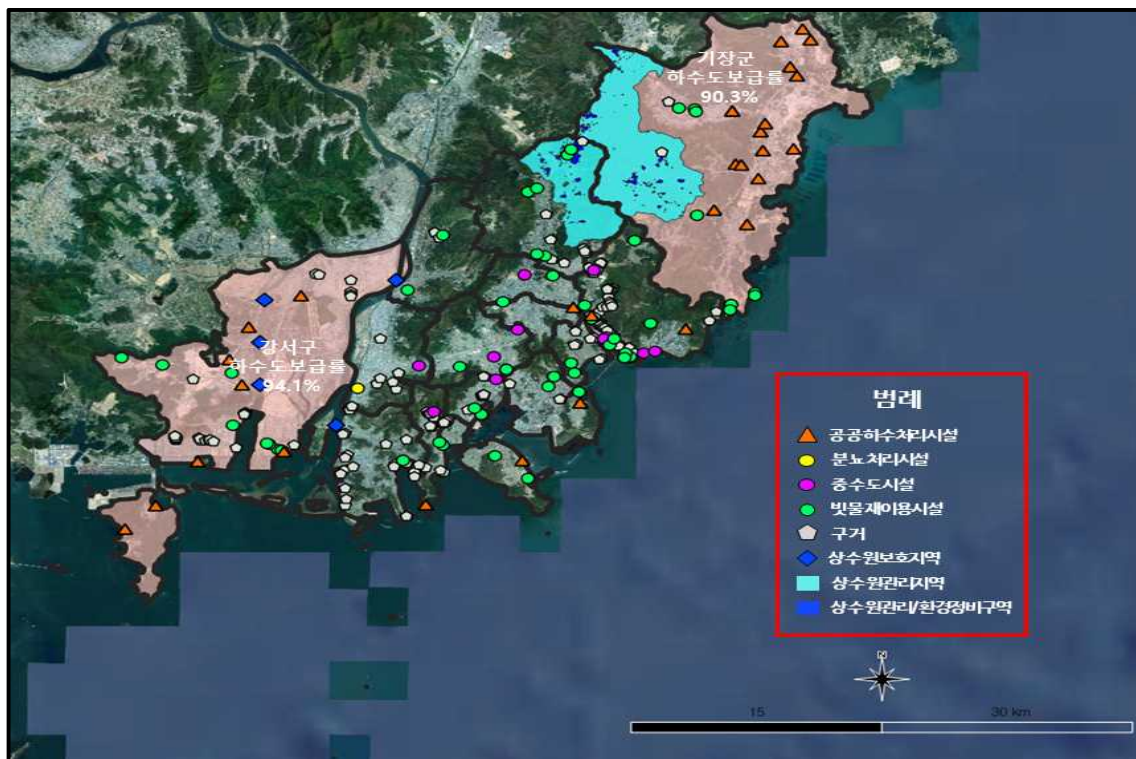 기장군
하수도보급률
90.3%
강서구
하수도보급률
94.1%
범례
공공하수처리시설
분뇨처리시설
중수도시설
빗물재이용시설
구거
상수원보호지역
상수원관리지역
상수원관리/환경정비구역
N
15
30 km